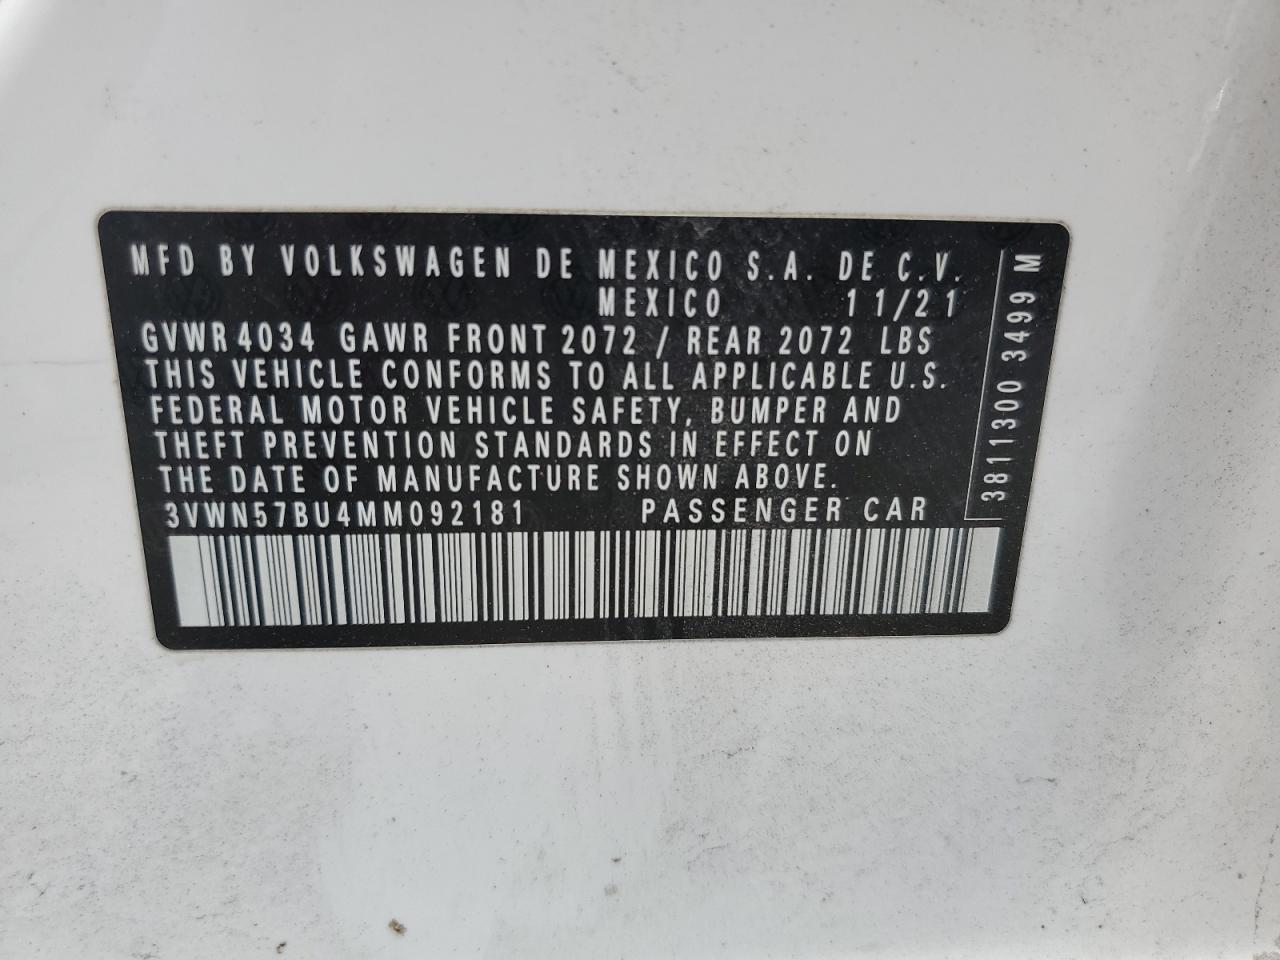 MFD BY VOLKSWAGEN DE MEXICO S.A. DE C.V.
MEXICO 11/21
GVWR 4034 GAWR FRONT 2072 / REAR 2072 LBS
THIS VEHICLE CONFORMS TO ALL APPLICABLE U.S.
FEDERAL MOTOR VEHICLE SAFETY, BUMPER AND
THEFT PREVENTION STANDARDS IN EFFECT ON
THE DATE OF MANUFACTURE SHOWN ABOVE.
3VWN57BU4MM092181 PASSENGER CAR
3811300 3499 M